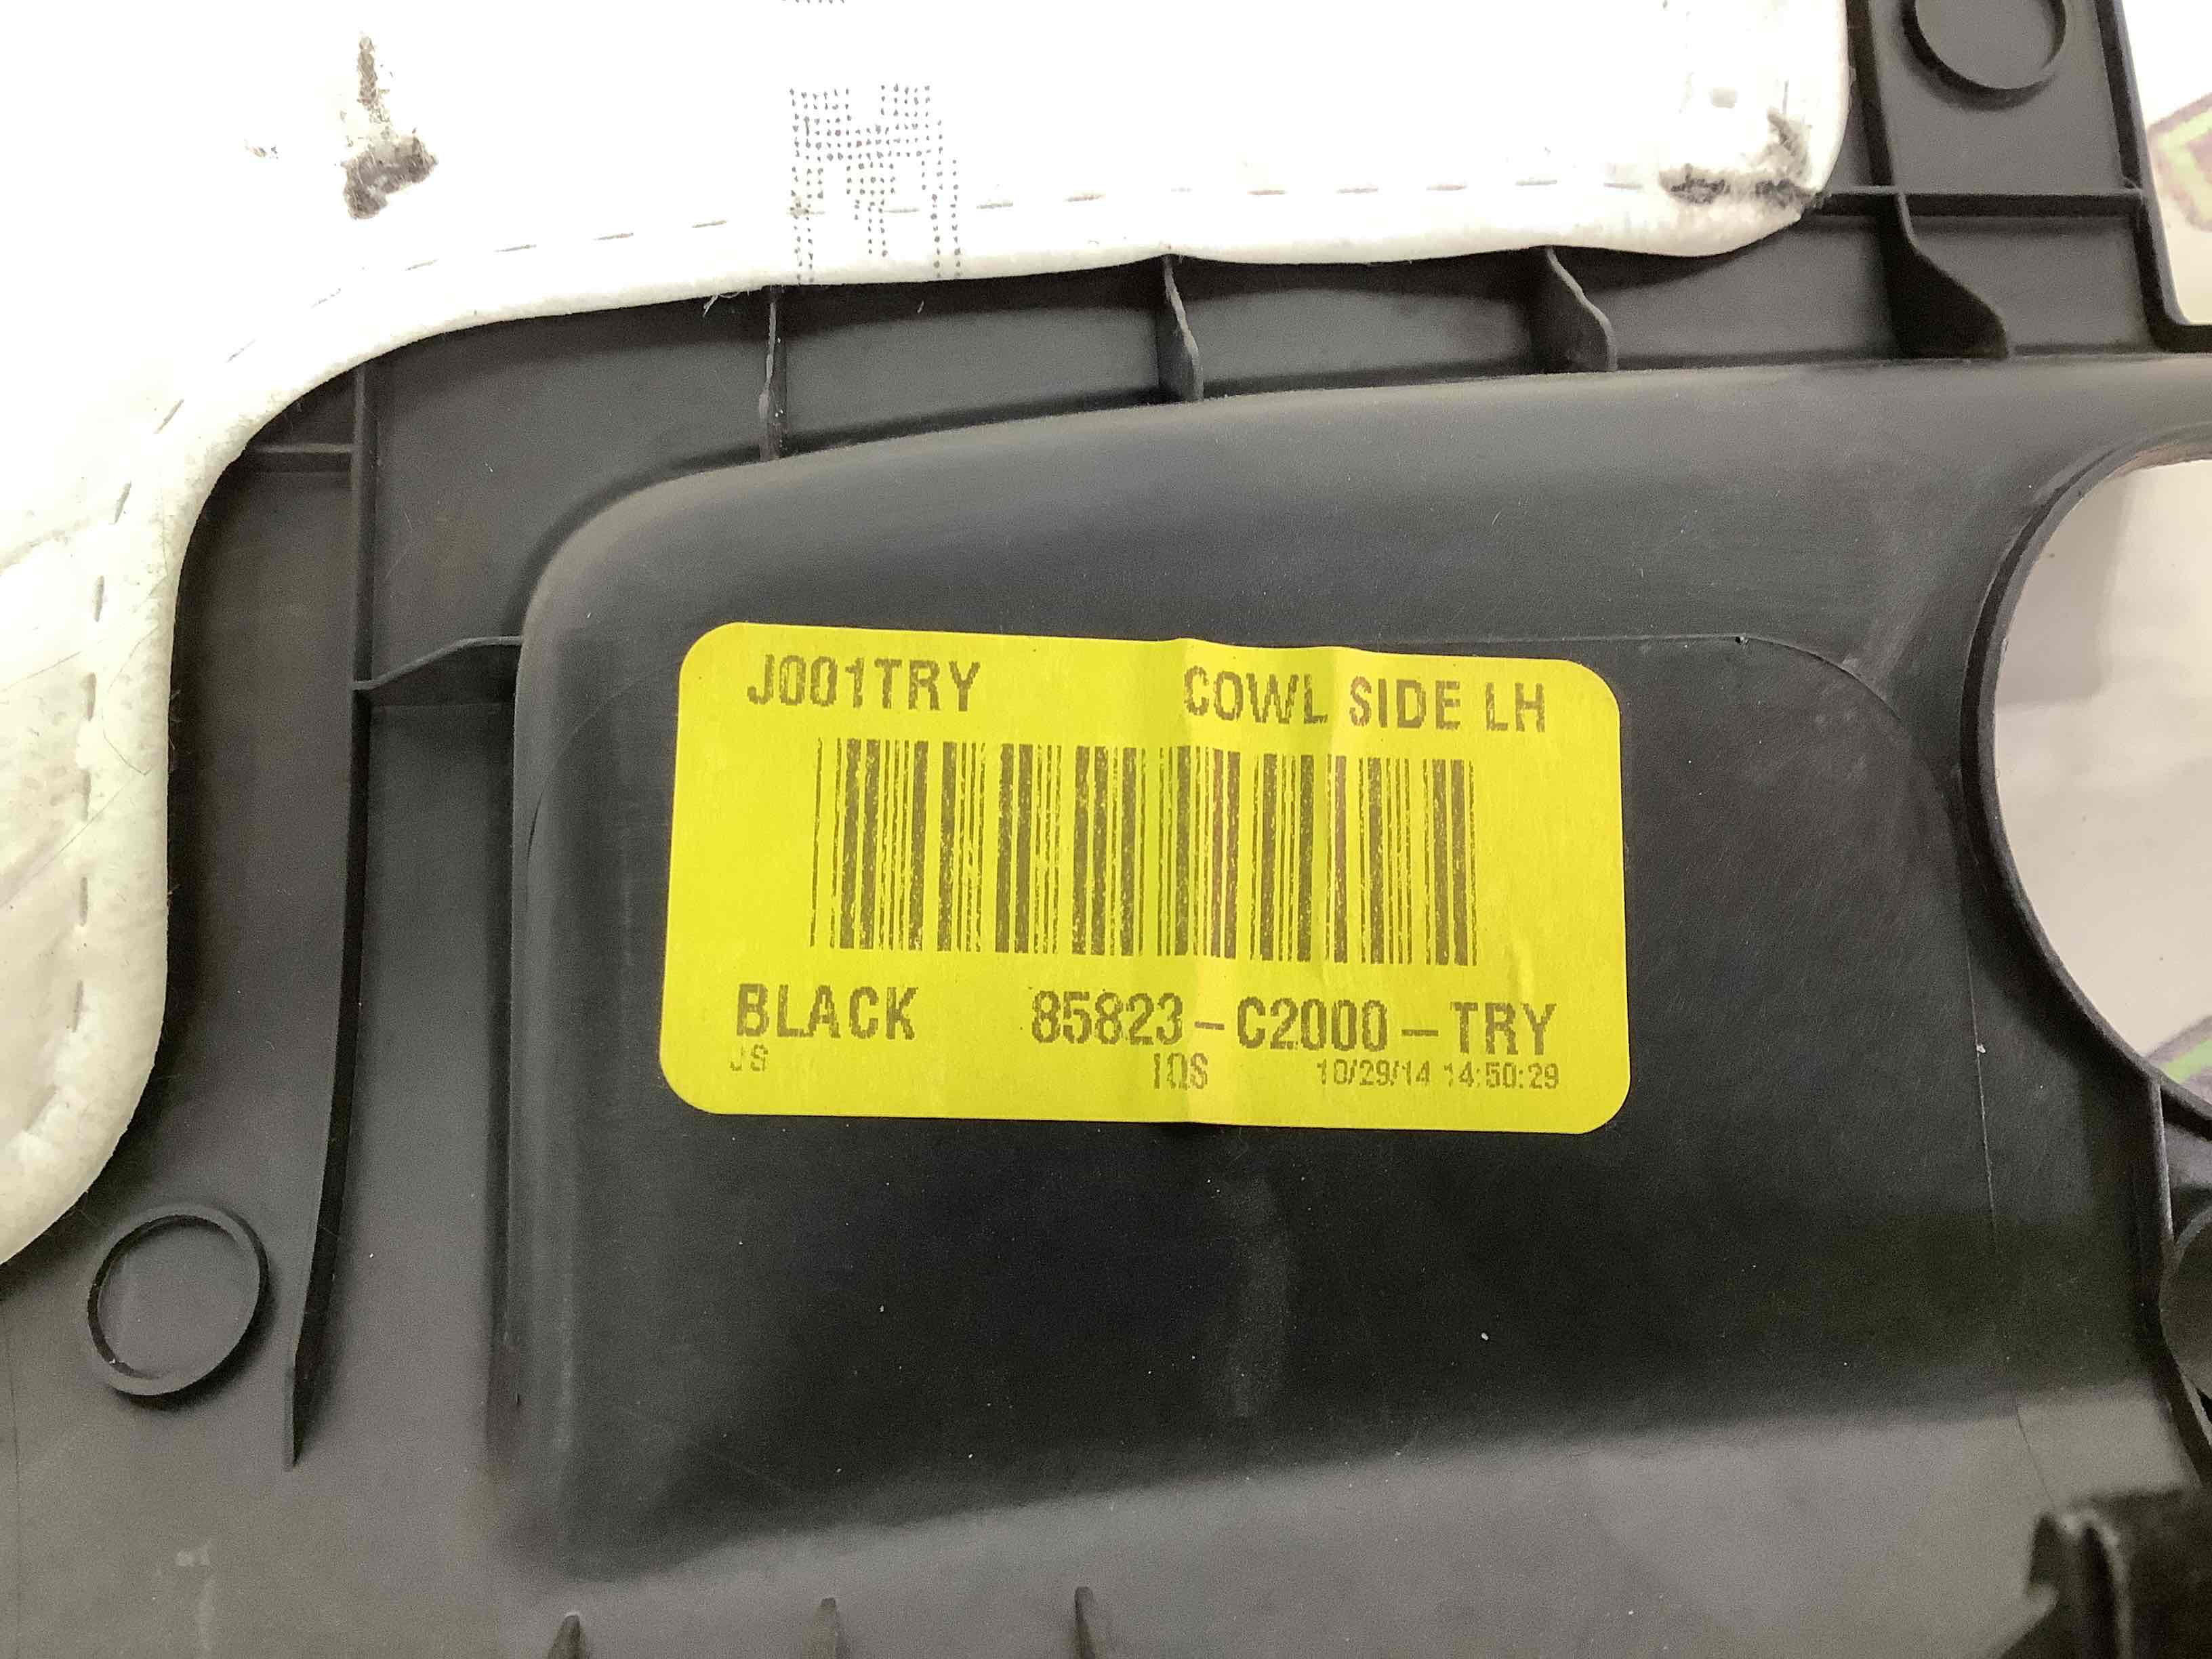 J001TRY COWL SIDE LH
BLACK 85823-C2000-TRY
JS IQS 10/29/14 14:50:29